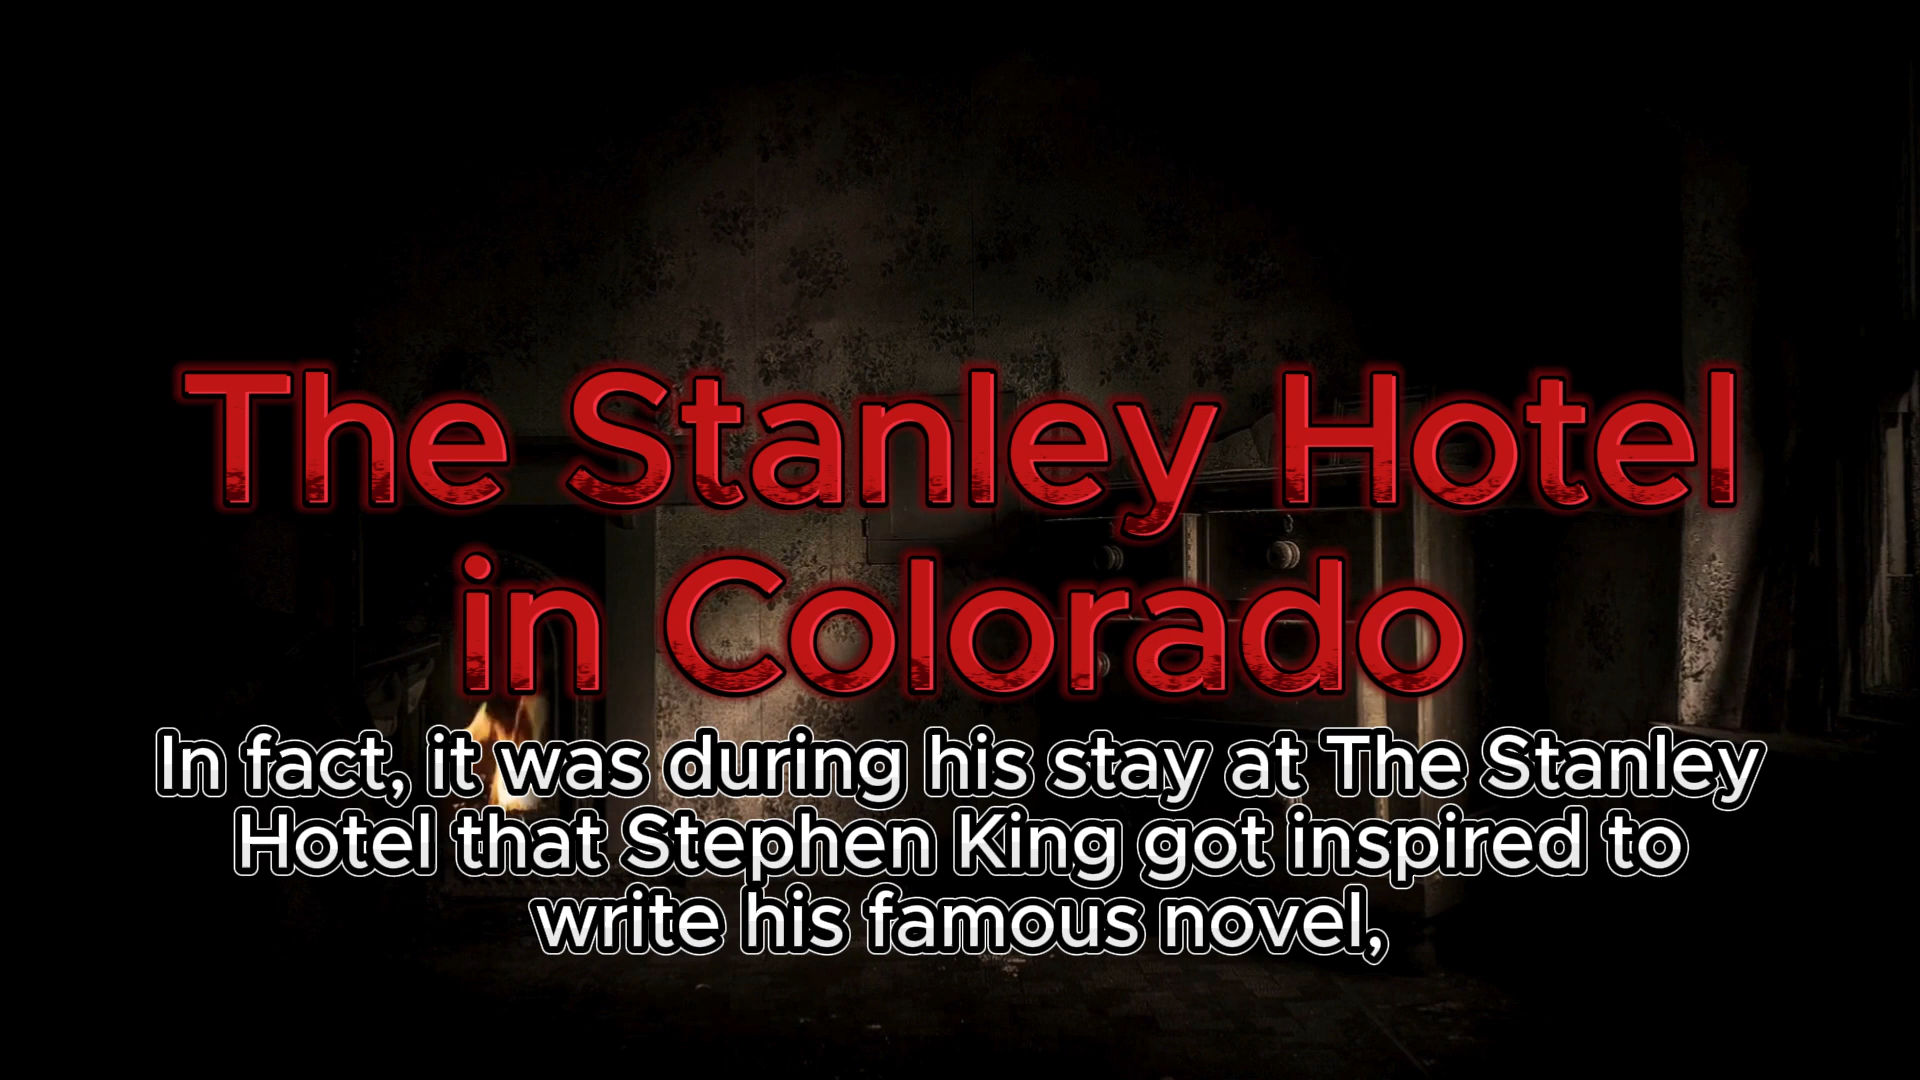 The Stanley Hotel
in Colorado
In fact, it was during his stay at The Stanley
Hotel that Stephen King got inspired to
write his famous novel,